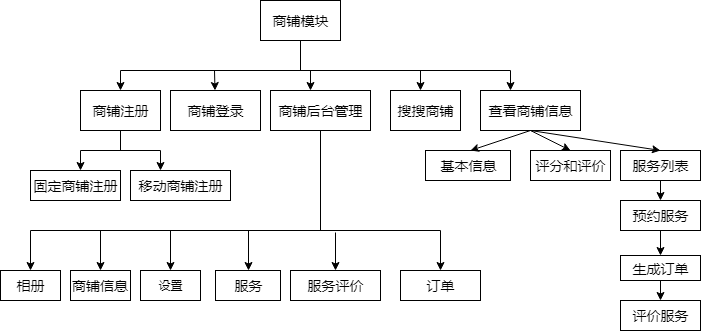 商铺模块
商铺注册
商铺登录
商铺后台管理
搜搜商铺
查看商铺信息
固定商铺注册
移动商铺注册
基本信息
评分和评价
服务列表
预约服务
相册
商铺信息
设置
服务
服务评价
订单
生成订单
评价服务